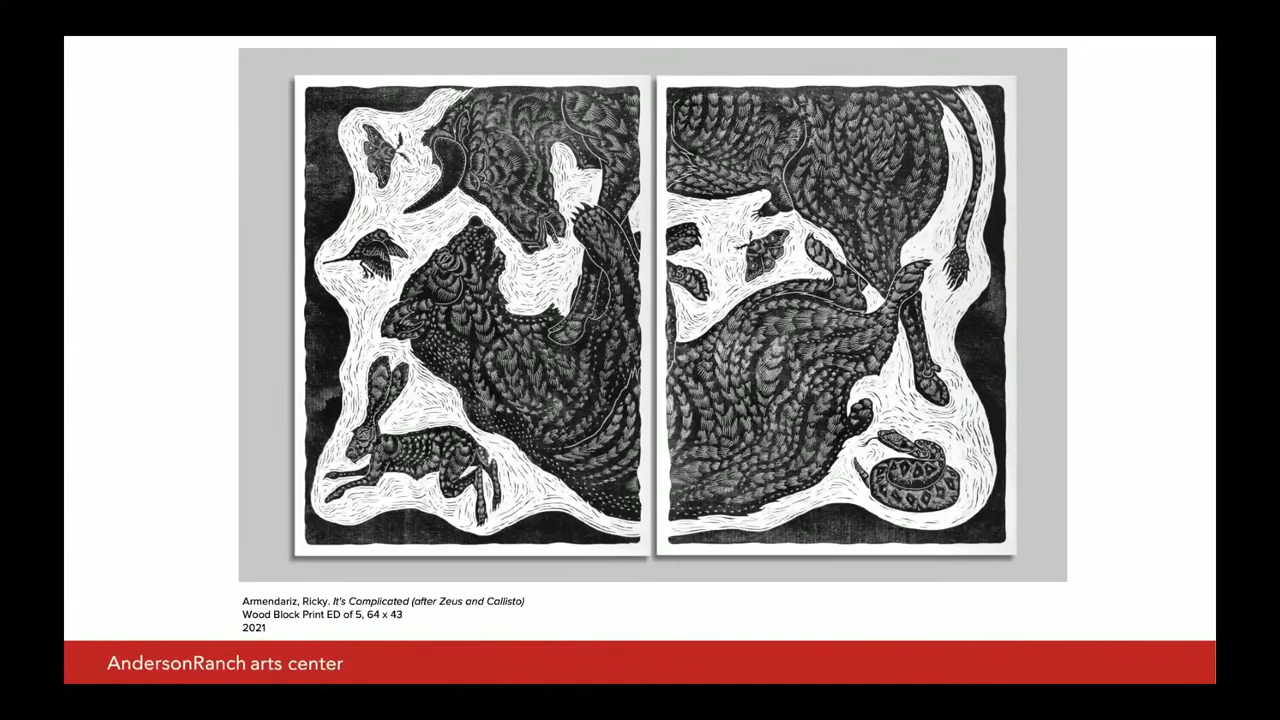 Armendariz, Ricky. It's Complicated (after Zeus and Callisto)
Wood Block Print ED of 5, 64 x 43
2021
AndersonRanch arts center